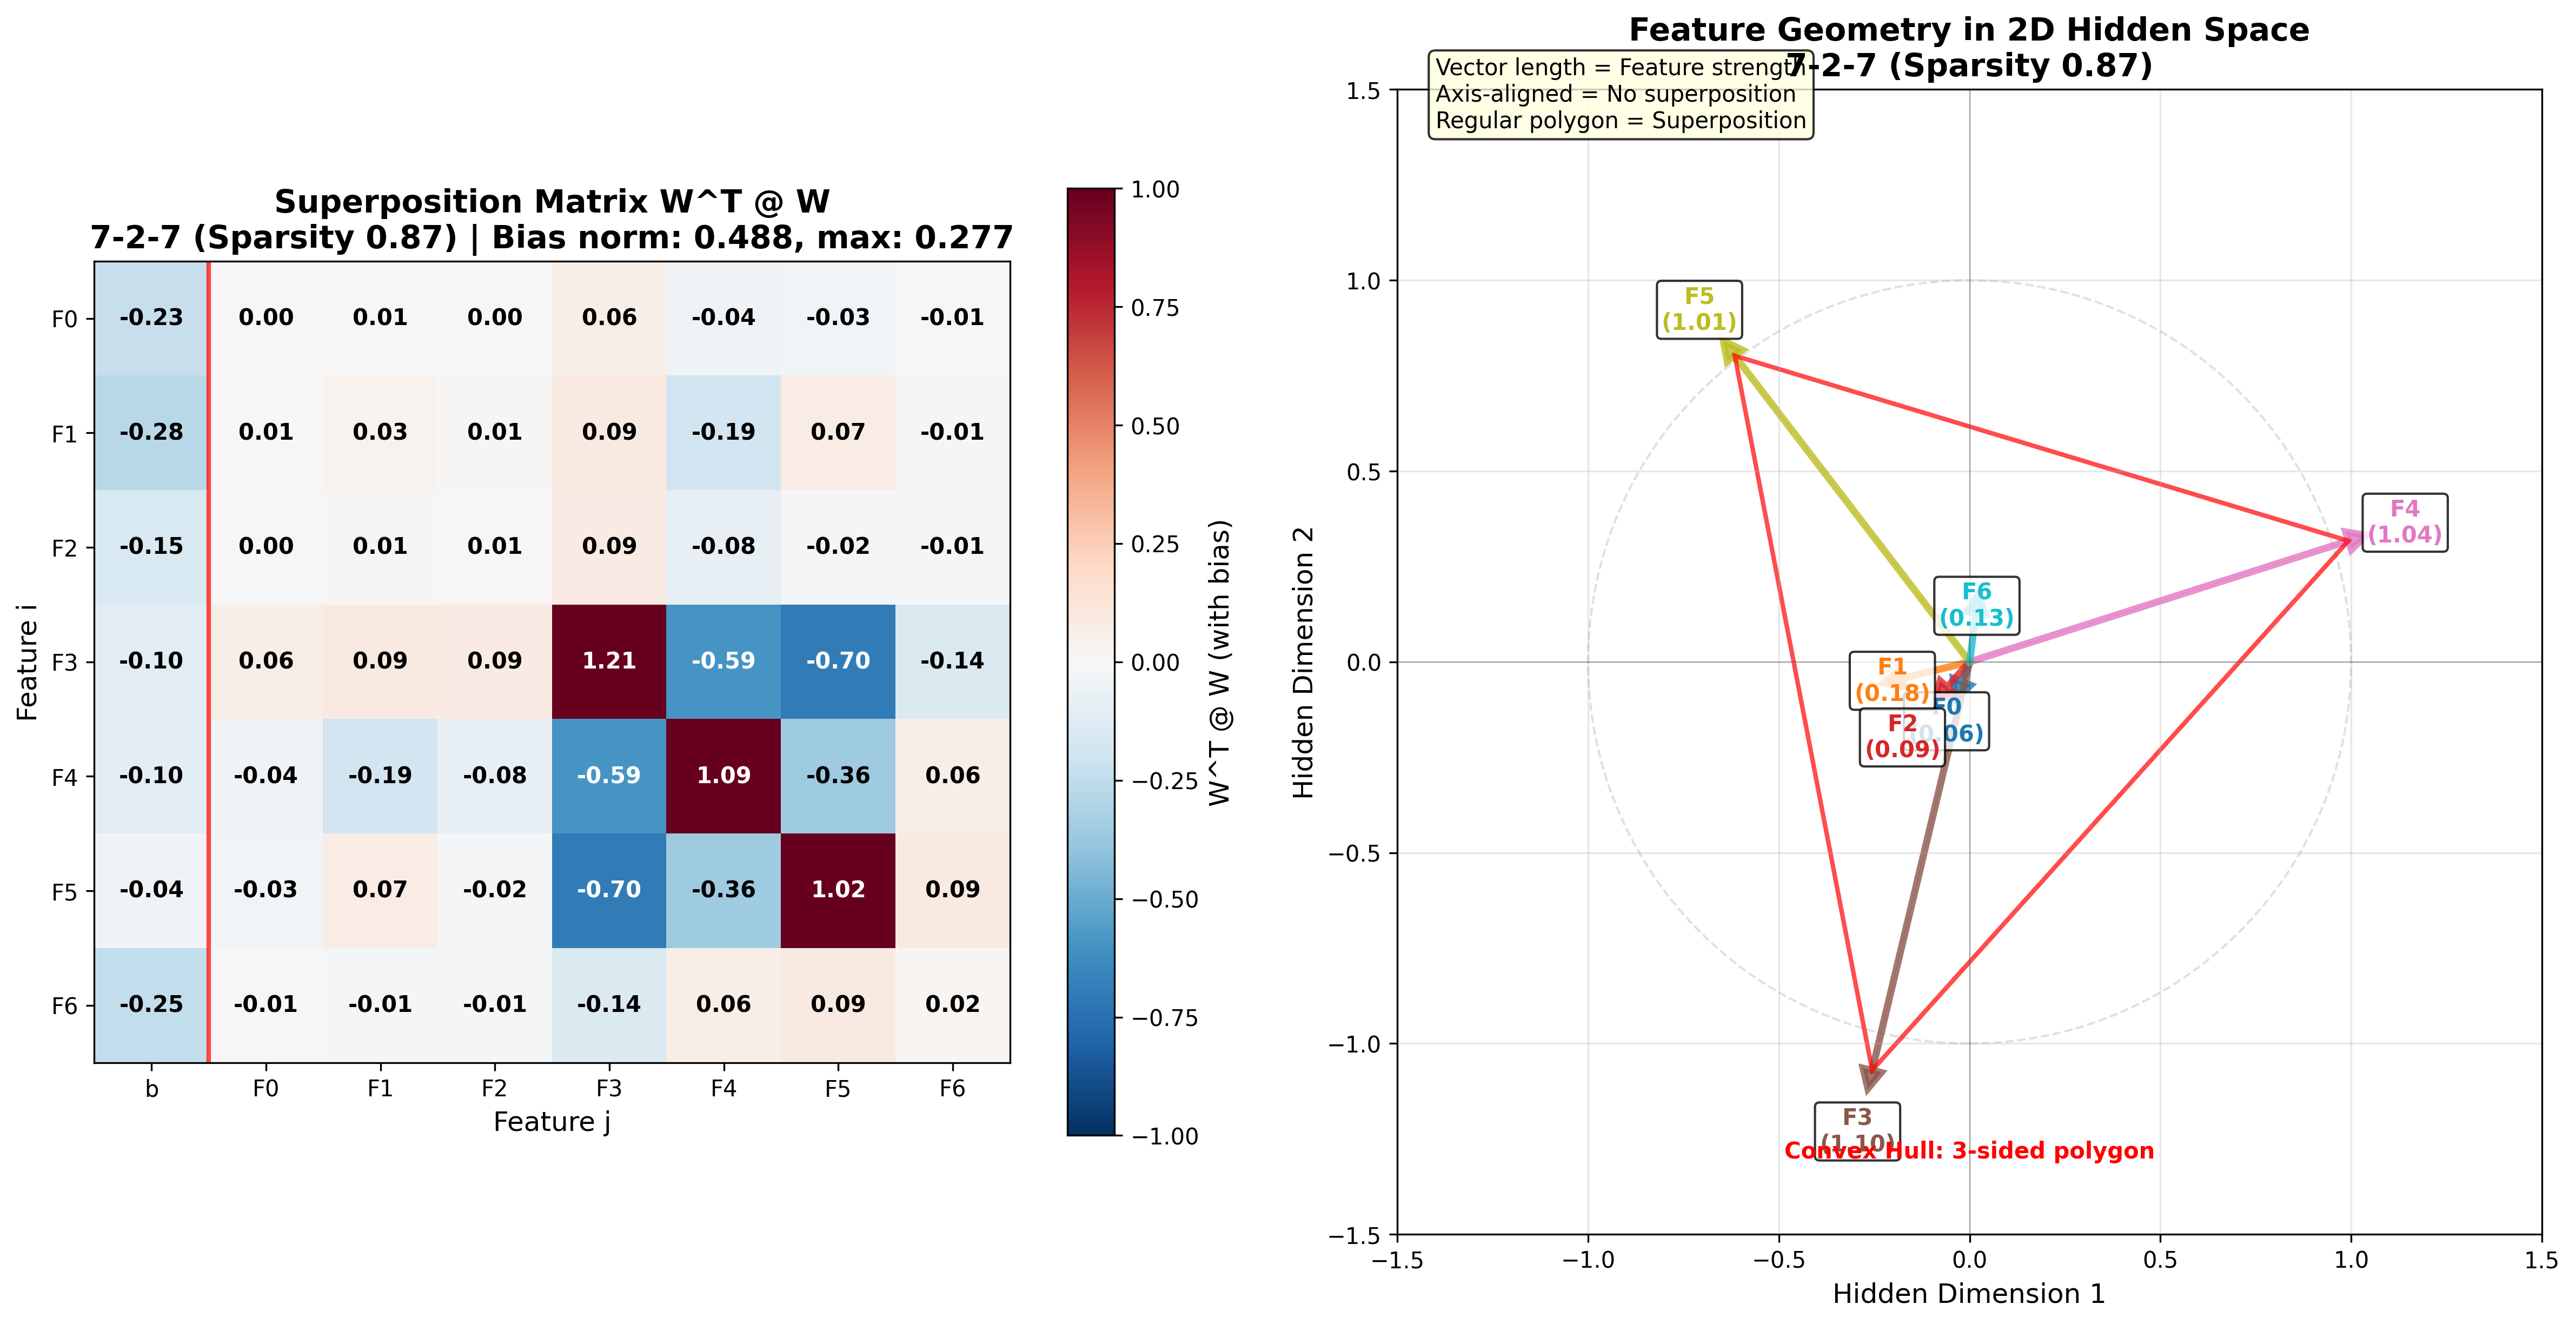 Superposition Matrix W^T @ W
7-2-7 (Sparsity 0.87) | Bias norm: 0.488, max: 0.277
F0 -0.23 0.00 0.01 0.00 0.06 -0.04 -0.03 -0.01
F1 -0.28 0.01 0.03 0.01 0.09 -0.19 0.07 -0.01
F2 -0.15 0.00 0.01 0.01 0.09 -0.08 -0.02 -0.01
F3 -0.10 0.06 0.09 0.09 1.21 -0.59 -0.70 -0.14
F4 -0.10 -0.04 -0.19 -0.08 -0.59 1.09 -0.36 0.06
F5 -0.04 -0.03 0.07 -0.02 -0.70 -0.36 1.02 0.09
F6 -0.25 -0.01 -0.01 -0.01 -0.14 0.06 0.09 0.02
b F0 F1 F2 F3 F4 F5 F6
Feature j
Feature i
1.00
0.75
0.50
0.25
0.00
−0.25
−0.50
−0.75
−1.00
W^T @ W (with bias)
Feature Geometry in 2D Hidden Space
7-2-7 (Sparsity 0.87)
Vector length = Feature strength
Axis-aligned = No superposition
Regular polygon = Superposition
1.5
1.0
0.5
0.0
−0.5
−1.0
−1.5
Hidden Dimension 2
F5
(1.01)
F4
(1.04)
F6
(0.13)
F1
(0.18)
F0
(0.06)
F2
(0.09)
F3
(1.10)
Convex Hull: 3-sided polygon
−1.5 −1.0 −0.5 0.0 0.5 1.0 1.5
Hidden Dimension 1